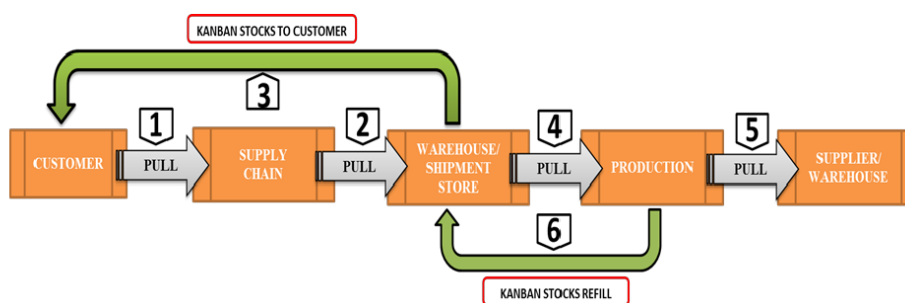 KANBAN STOCKS TO CUSTOMER
3
1
2
4
5
CUSTOMER
PULL
SUPPLY
CHAIN
PULL
WAREHOUSE/
SHIPMENT
STORE
PULL
PRODUCTION
PULL
SUPPLIER/
WAREHOUSE
6
KANBAN STOCKS REFILL